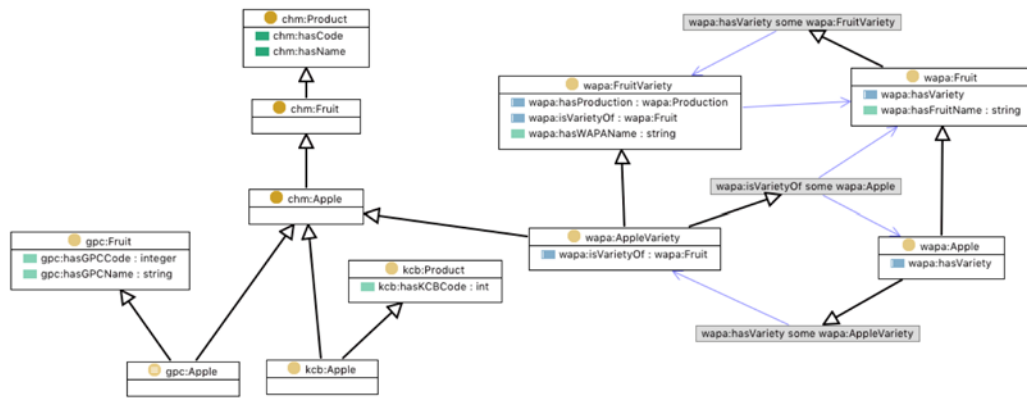 chm:Product
chm:hasCode
chm:hasName
chm:Fruit
chm:Apple
gpc:Fruit
gpc:hasGPCCode : integer
gpc:hasGPCName : string
kcb:Product
kcb:hasKCBCode : int
gpc:Apple
kcb:Apple
wapa:hasVariety some wapa:FruitVariety
wapa:FruitVariety
wapa:hasProduction : wapa:Production
wapa:isVarietyOf : wapa:Fruit
wapa:hasWAPAName : string
wapa:Fruit
wapa:hasVariety
wapa:hasFruitName : string
wapa:isVarietyOf some wapa:Apple
wapa:AppleVariety
wapa:isVarietyOf : wapa:Fruit
wapa:Apple
wapa:hasVariety
wapa:hasVariety some wapa:AppleVariety